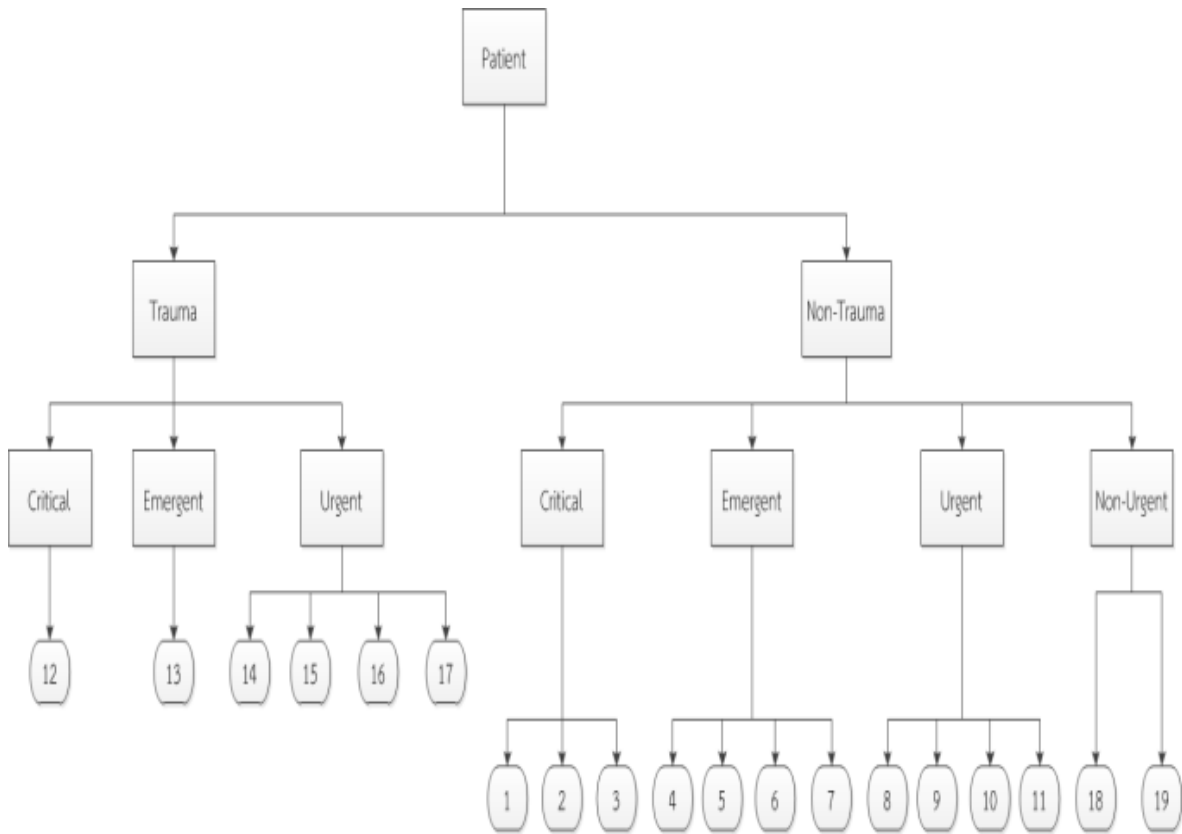 Patient
Trauma
Non-Trauma
Critical
Emergent
Urgent
Critical
Emergent
Urgent
Non-Urgent
12
13
14
15
16
17
1
2
3
4
5
6
7
8
9
10
11
18
19